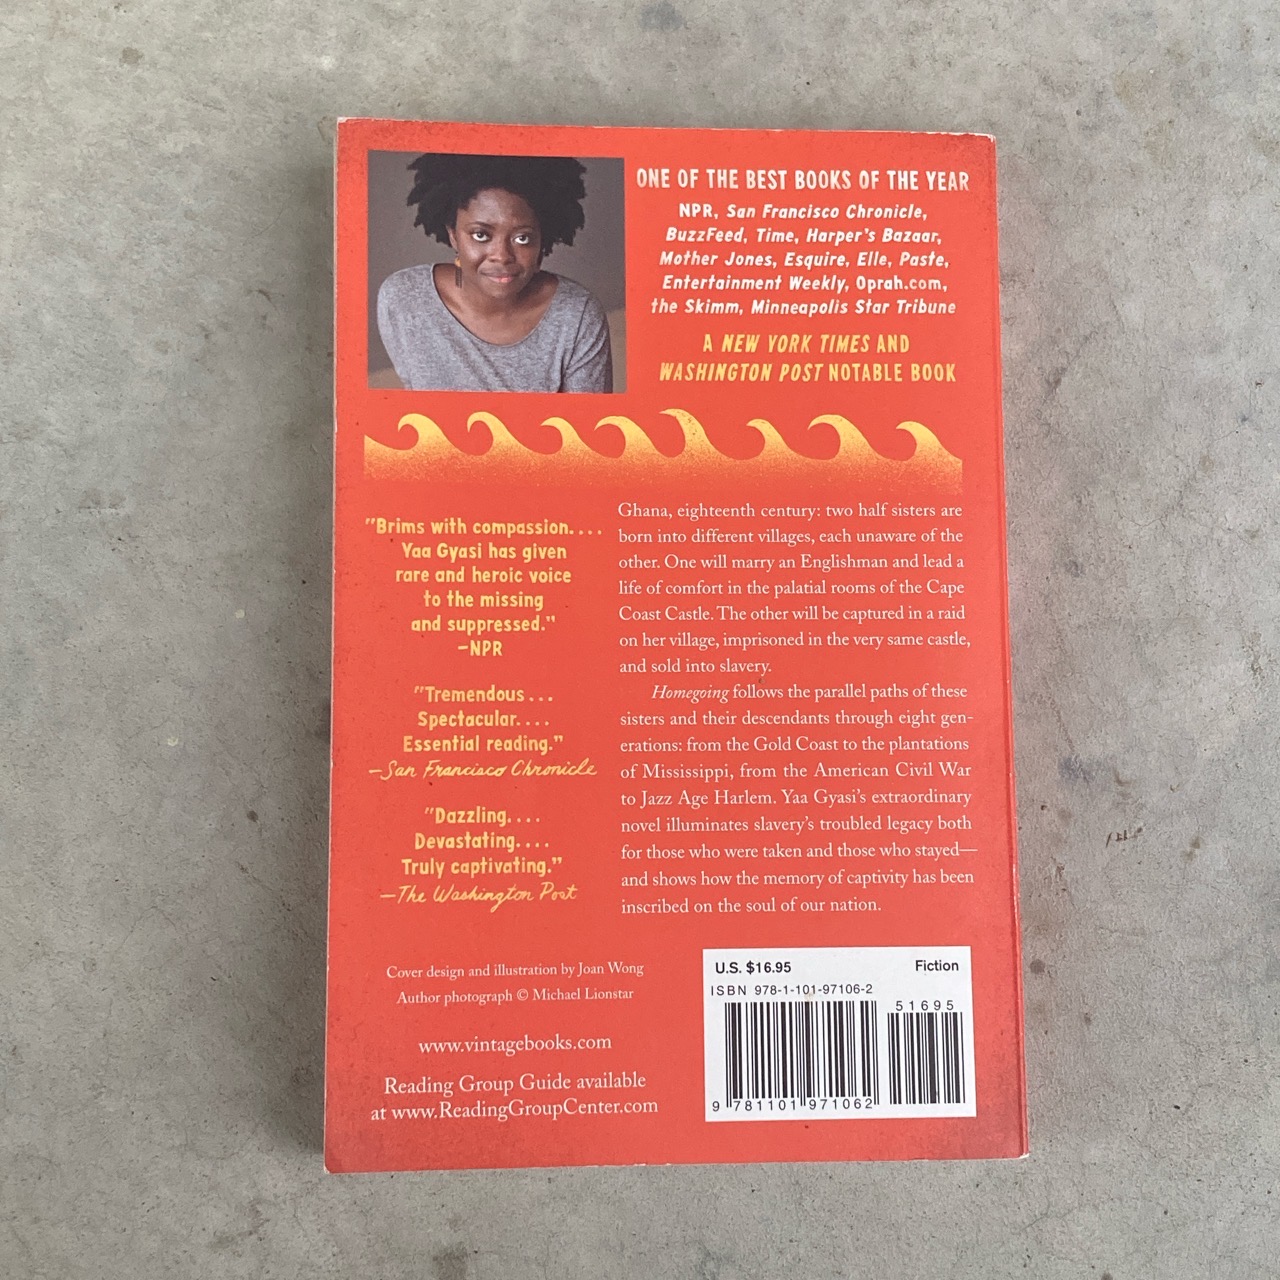 ONE OF THE BEST BOOKS OF THE YEAR
NPR, San Francisco Chronicle,
BuzzFeed, Time, Harper's Bazaar,
Mother Jones, Esquire, Elle, Paste,
Entertainment Weekly, Oprah.com,
the Skimm, Minneapolis Star Tribune
A NEW YORK TIMES AND
WASHINGTON POST NOTABLE BOOK
"Brims with compassion. . . .
Yaa Gyasi has given
rare and heroic voice
to the missing
and suppressed."
—NPR
"Tremendous . . .
Spectacular. . . .
Essential reading."
—San Francisco Chronicle
"Dazzling. . . .
Devastating. . . .
Truly captivating."
—The Washington Post
Ghana, eighteenth century: two half sisters are
born into different villages, each unaware of the
other. One will marry an Englishman and lead a
life of comfort in the palatial rooms of the Cape
Coast Castle. The other will be captured in a raid
on her village, imprisoned in the very same castle,
and sold into slavery.
Homegoing follows the parallel paths of these
sisters and their descendants through eight gen-
erations: from the Gold Coast to the plantations
of Mississippi, from the American Civil War
to Jazz Age Harlem. Yaa Gyasi's extraordinary
novel illuminates slavery's troubled legacy both
for those who were taken and those who stayed—
and shows how the memory of captivity has been
inscribed on the soul of our nation.
Cover design and illustration by Joan Wong
Author photograph © Michael Lionstar
www.vintagebooks.com
Reading Group Guide available
at www.ReadingGroupCenter.com
U.S. $16.95 Fiction
ISBN 978-1-101-97106-2
51695
9 781101 971062